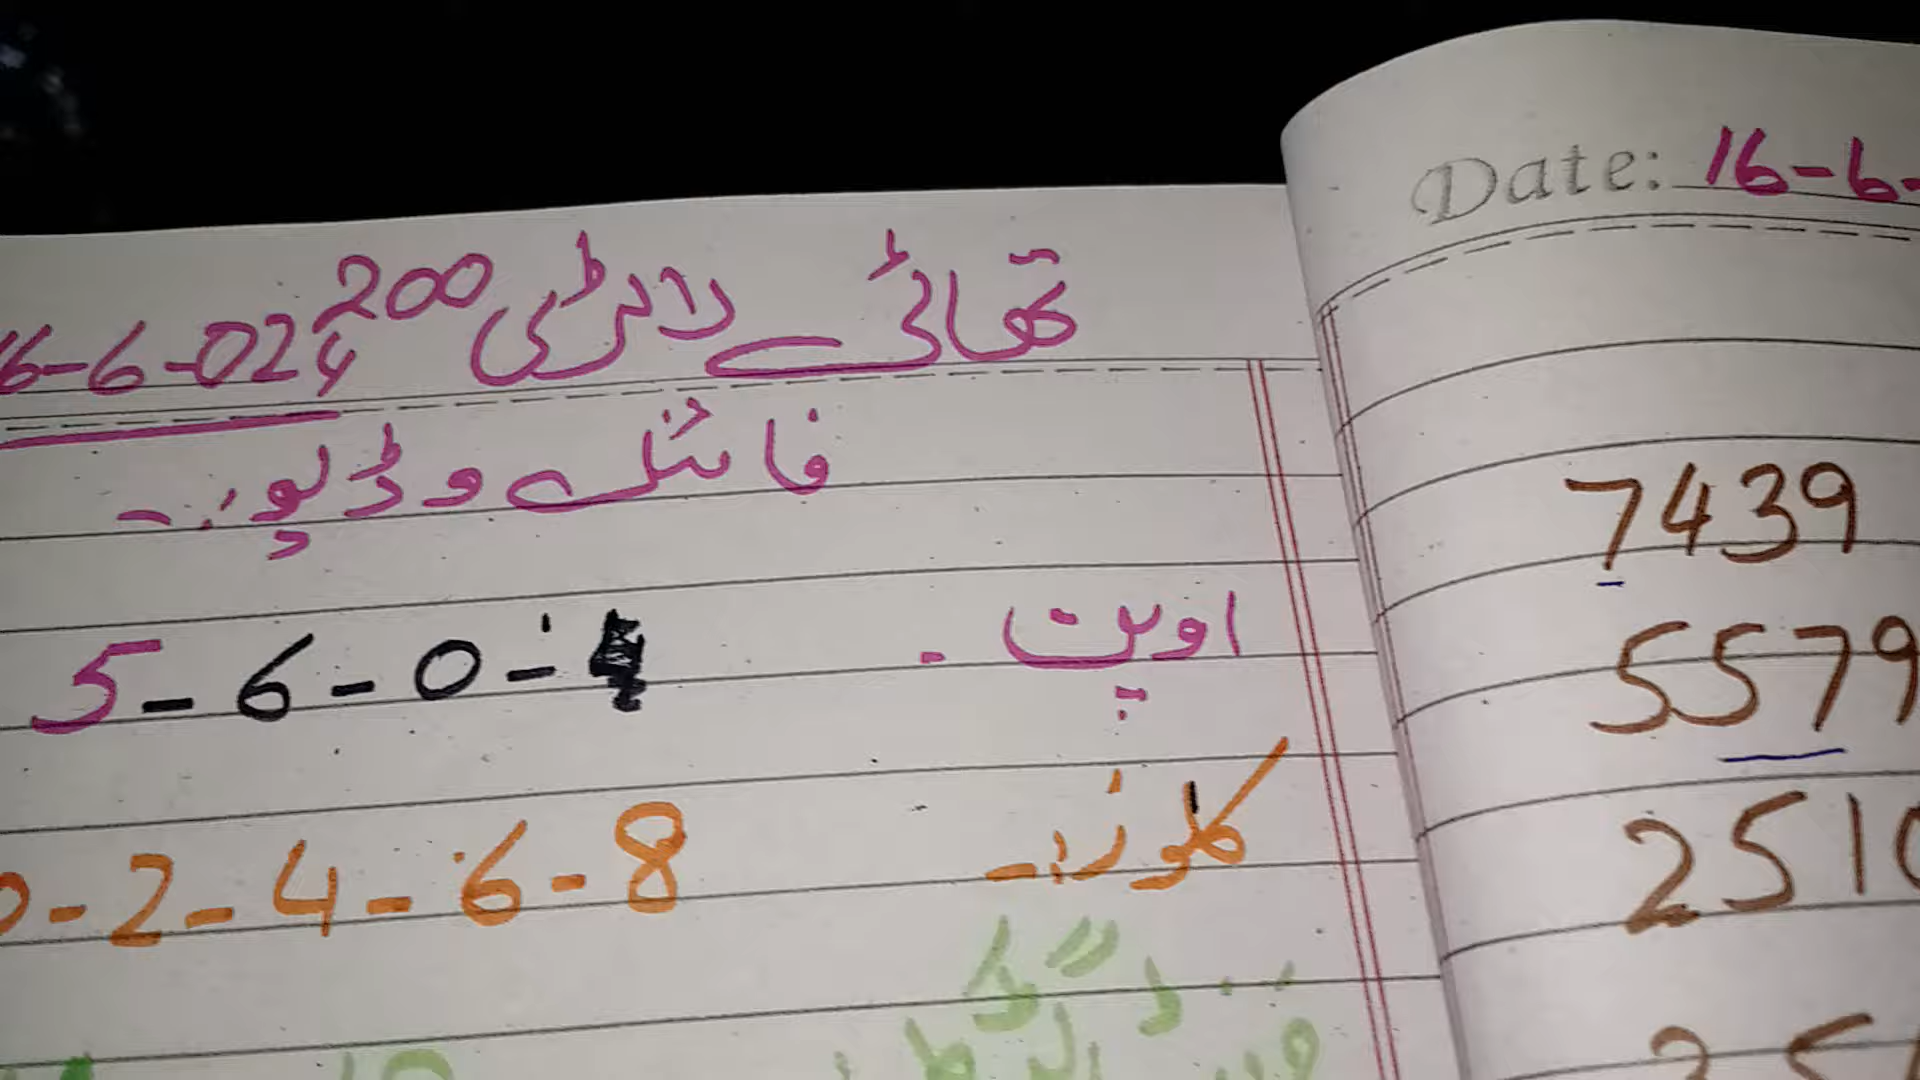 تھائے لاٹری 200 16-6-024
فائنل وڈیو:-
اوپن - 5-6-0-4
کلوز:- 0-2-4-6-8
Date: 16-6-
7439
5579
2510